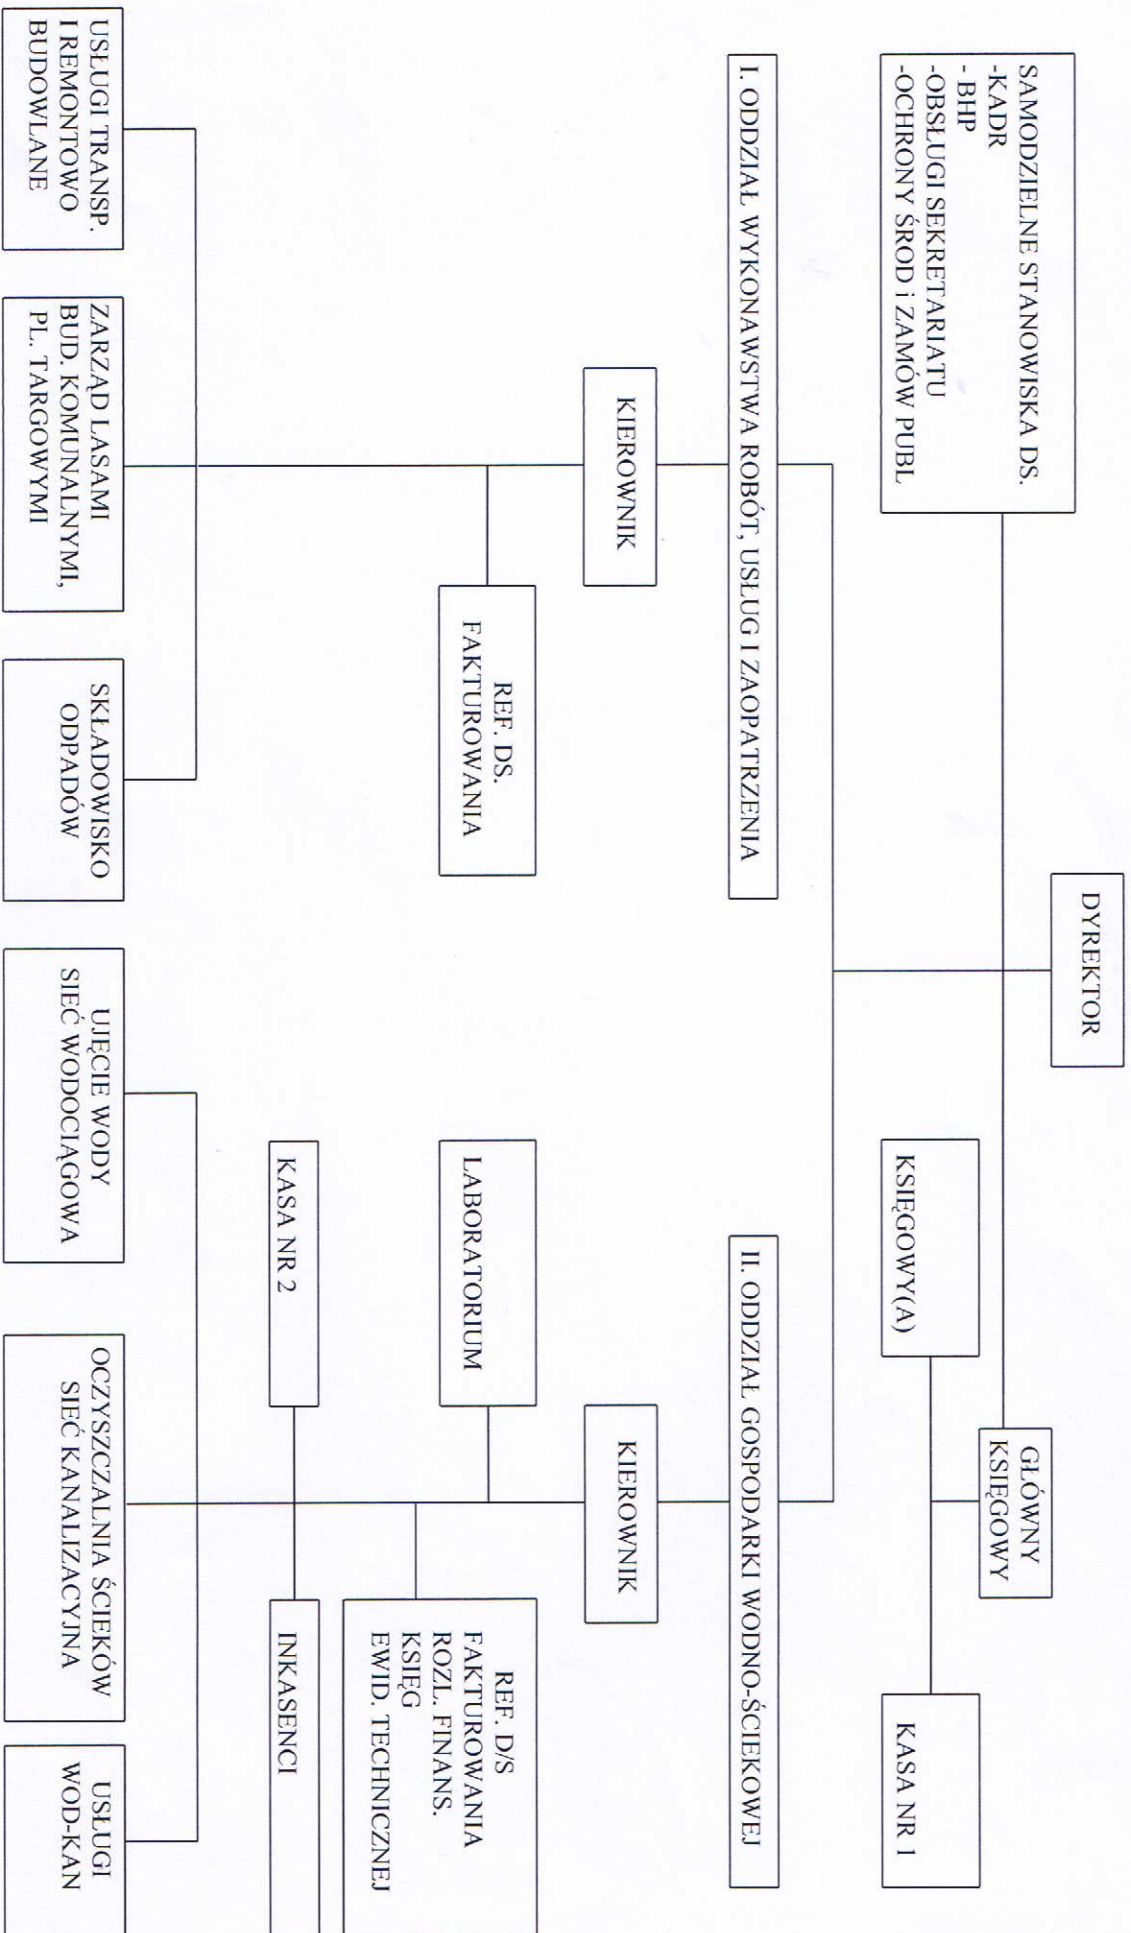 DYREKTOR
SAMODZIELNE STANOWISKA DS.
-KADR
- BHP
-OBSŁUGI SEKRETARIATU
-OCHRONY ŚROD i ZAMÓW PUBL
GŁÓWNY
KSIĘGOWY
KSIĘGOWY(A)
KASA NR 1
I. ODDZIAŁ WYKONAWSTWA ROBÓT, USŁUG I ZAOPATRZENIA
II. ODDZIAŁ GOSPODARKI WODNO-ŚCIEKOWEJ
KIEROWNIK
KIEROWNIK
REF. DS.
FAKTUROWANIA
LABORATORIUM
REF. D/S
FAKTUROWANIA
ROZL. FINANS.
KSIĘG
EWID. TECHNICZNEJ
KASA NR 2
INKASENCI
USŁUGI TRANSP.
I REMONTOWO
BUDOWLANE
ZARZĄD LASAMI
BUD. KOMUNALNYMI,
PL. TARGOWYMI
SKŁADOWISKO
ODPADÓW
UJĘCIE WODY
SIEĆ WODOCIĄGOWA
OCZYSZCZALNIA ŚCIEKÓW
SIEĆ KANALIZACYJNA
USŁUGI
WOD-KAN